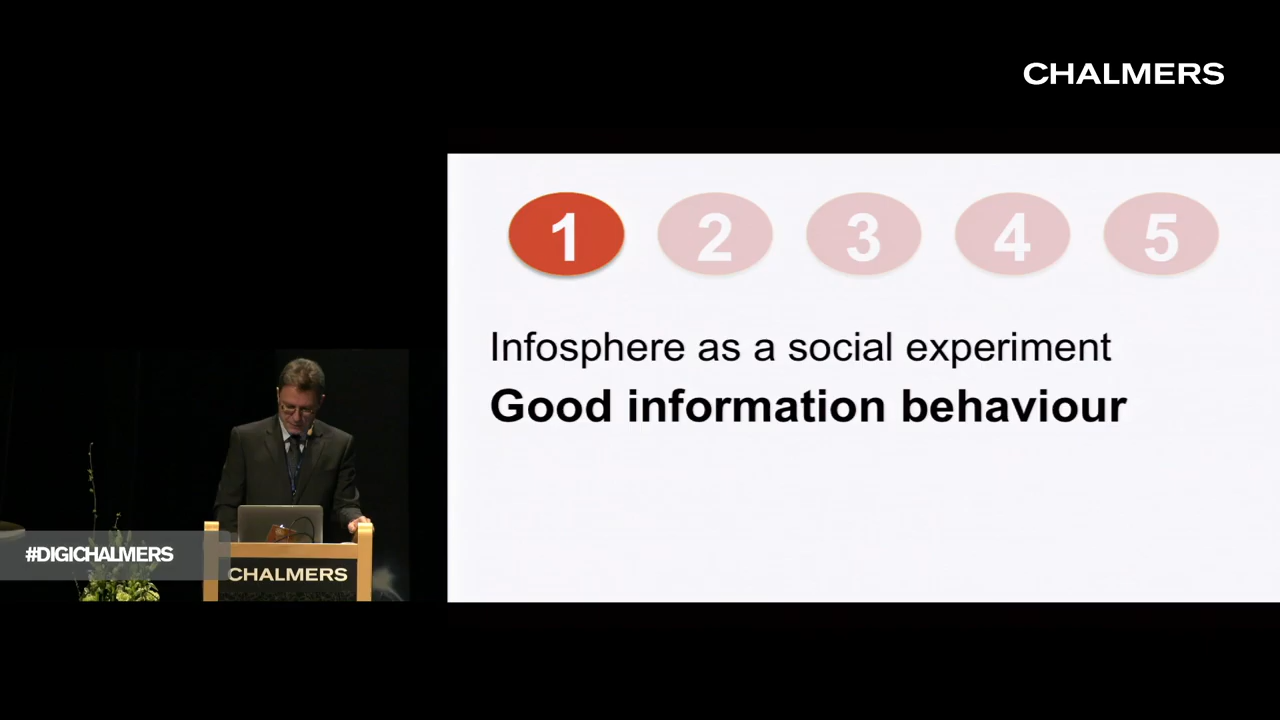 CHALMERS
1 2 3 4 5
Infosphere as a social experiment
Good information behaviour
#DIGICHALMERS
CHALMERS